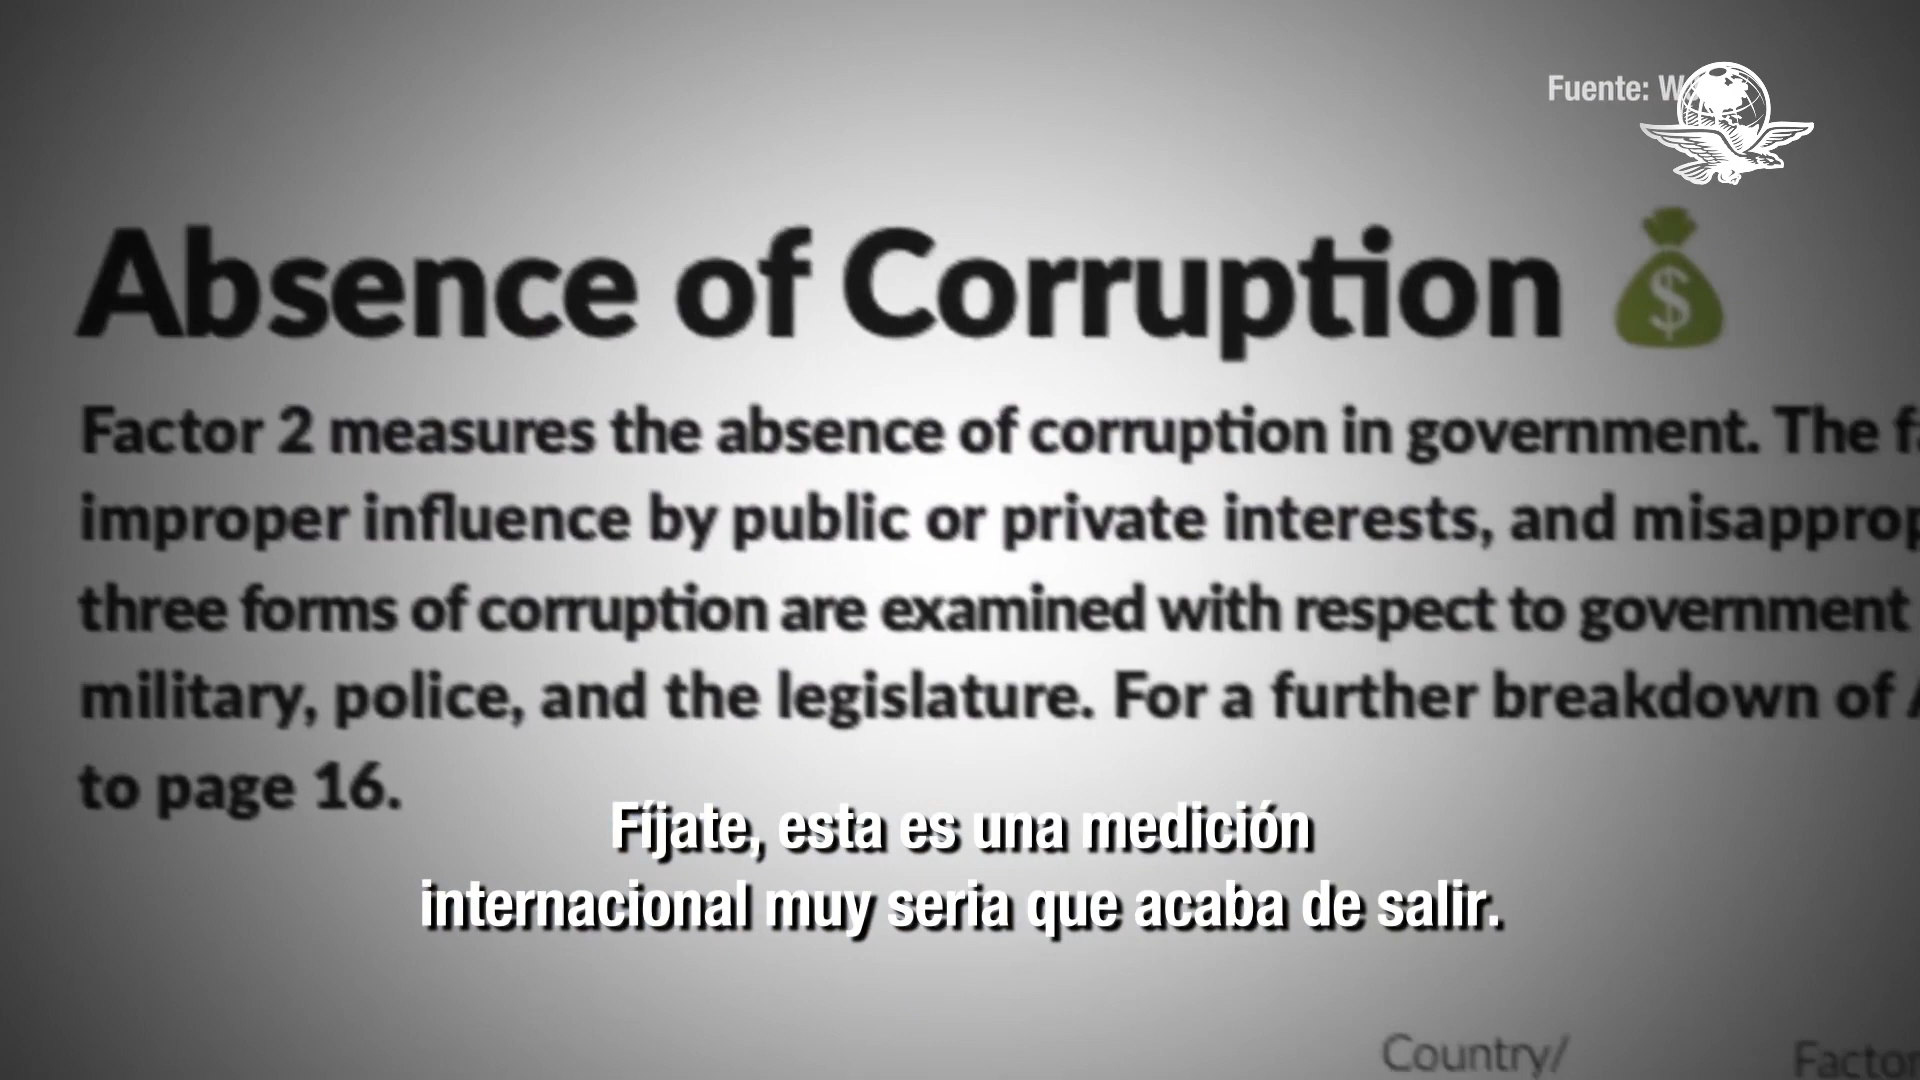 Fuente:
Absence of Corruption
Factor 2 measures the absence of corruption in government. The
improper influence by public or private interests, and
three forms of corruption are examined with respect to government
military, police, and the legislature. For a further breakdown of
to page 16.
Fíjate, esta es una medición
internacional muy seria que acaba de salir.
Country/
Factor